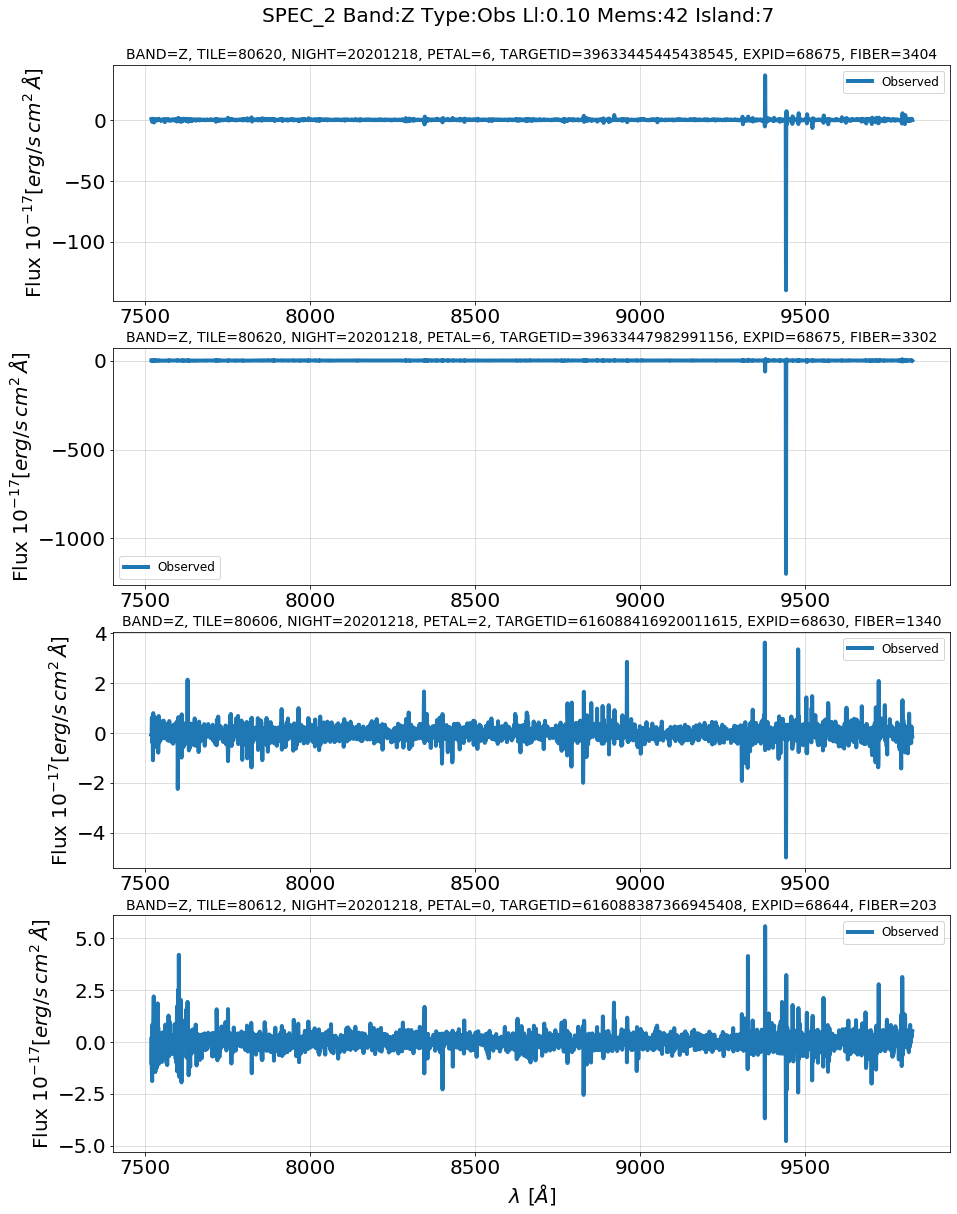 SPEC_2 Band:Z Type:Obs Ll:0.10 Mems:42 Island:7
BAND=Z, TILE=80620, NIGHT=20201218, PETAL=6, TARGETID=39633445445438545, EXPID=68675, FIBER=3404
Observed
Flux 10^{-17}[erg/s cm^2 Å]
0
−50
−100
7500 8000 8500 9000 9500
BAND=Z, TILE=80620, NIGHT=20201218, PETAL=6, TARGETID=39633447982991156, EXPID=68675, FIBER=3302
Flux 10^{-17}[erg/s cm^2 Å]
0
−500
−1000
Observed
7500 8000 8500 9000 9500
BAND=Z, TILE=80606, NIGHT=20201218, PETAL=2, TARGETID=616088416920011615, EXPID=68630, FIBER=1340
Observed
Flux 10^{-17}[erg/s cm^2 Å]
4
2
0
−2
−4
7500 8000 8500 9000 9500
BAND=Z, TILE=80612, NIGHT=20201218, PETAL=0, TARGETID=616088387366945408, EXPID=68644, FIBER=203
Observed
Flux 10^{-17}[erg/s cm^2 Å]
5.0
2.5
0.0
−2.5
−5.0
7500 8000 8500 9000 9500
λ [Å]